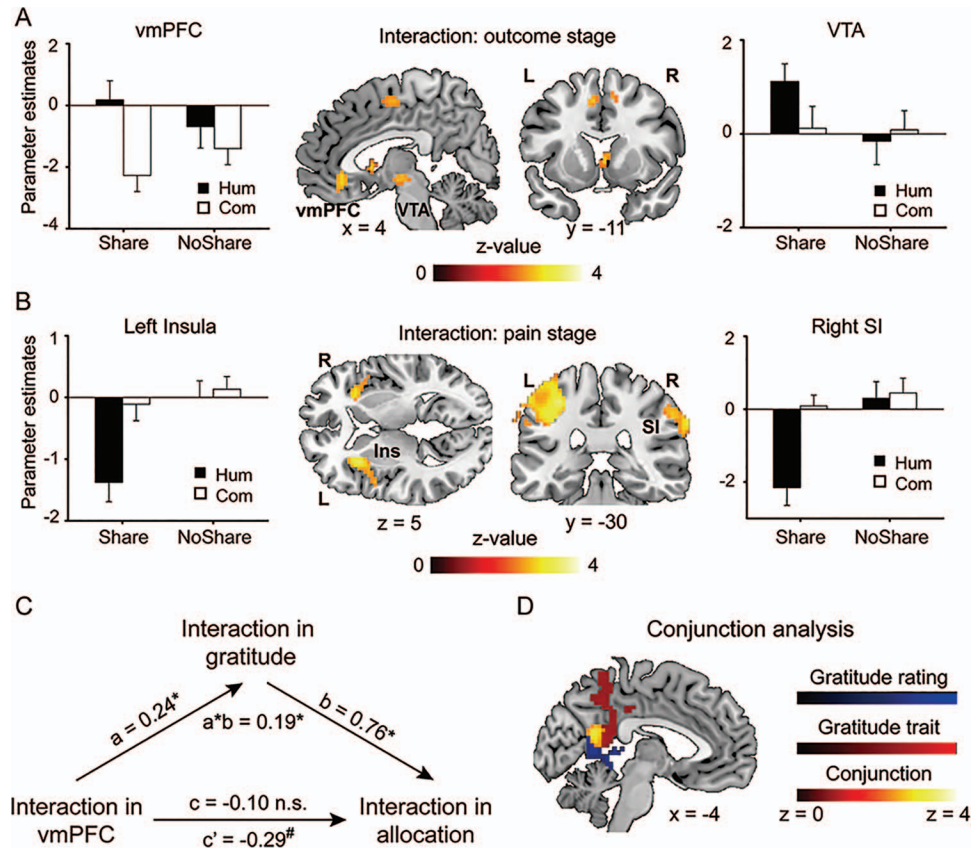 A
vmPFC
Interaction: outcome stage
VTA
Parameter estimates
2
0
-2
-4
Hum
Com
Share
NoShare
L
R
vmPFC
VTA
x = 4
y = -11
z-value
0
4
2
0
2
Hum
Com
Share
NoShare
B
Left Insula
Interaction: pain stage
Right SI
Parameter estimates
1
0
-1
-2
Hum
Com
Share
NoShare
R
L
Ins
z = 5
L
R
SI
y = -30
z-value
0
4
2
0
-2
Hum
Com
Share
NoShare
C
Interaction in
gratitude
a = 0.24*
a*b = 0.19*
b = 0.76*
Interaction in
vmPFC
c = -0.10 n.s.
c' = -0.29#
Interaction in
allocation
D
Conjunction analysis
x = -4
Gratitude rating
Gratitude trait
Conjunction
z = 0
z = 4